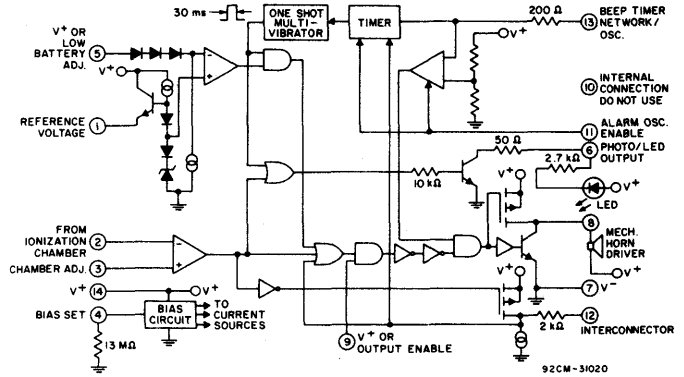 30 ms
ONE SHOT
MULTI-
VIBRATOR
TIMER
200 Ω
13
BEEP TIMER
NETWORK/
OSC.
V+ OR
LOW
BATTERY
ADJ.
5
V+
V+
10
INTERNAL
CONNECTION
DO NOT USE
REFERENCE
VOLTAGE
1
11
ALARM OSC.
ENABLE
50 Ω
6
PHOTO/LED
OUTPUT
2.7 kΩ
10 kΩ
V+
LED
V+
FROM
IONIZATION
CHAMBER
2
-
+
CHAMBER ADJ.
3
8
MECH.
HORN
DRIVER
V+
V+
7
V-
V+
14
V+
BIAS SET
4
BIAS
CIRCUIT
TO
CURRENT
SOURCES
13 MΩ
9
V+ OR
OUTPUT ENABLE
2 kΩ
12
INTERCONNECTOR
92CM-31020